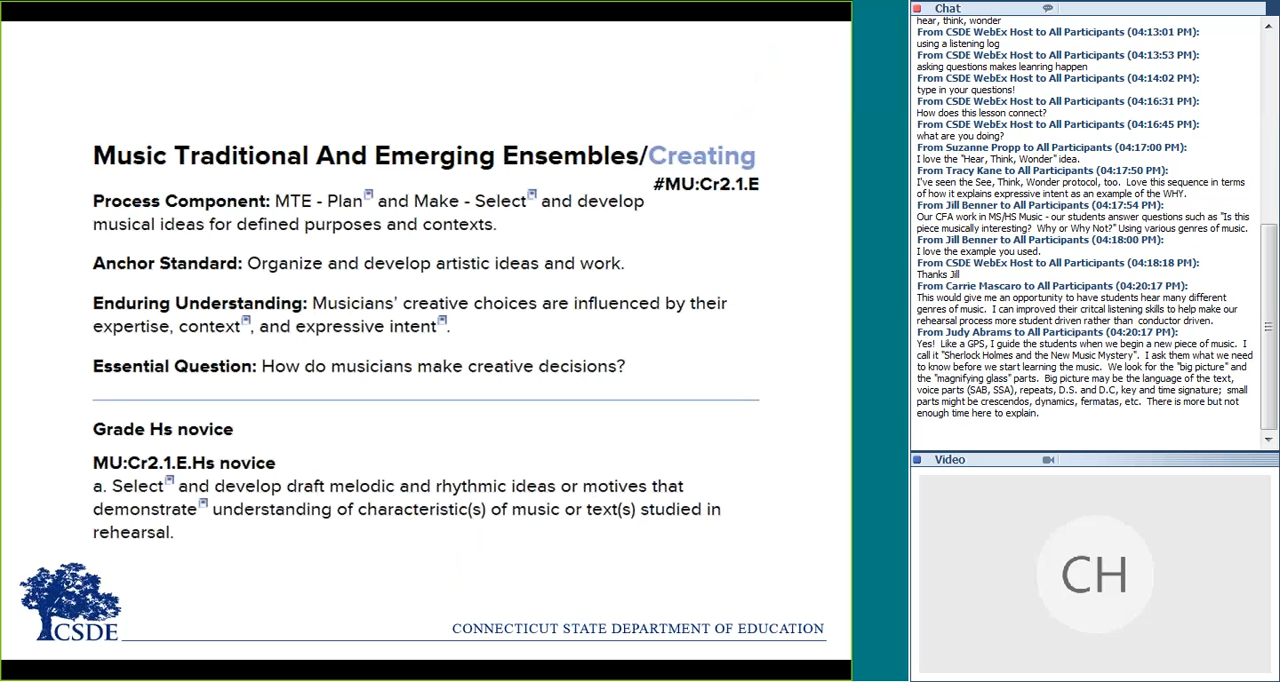 Music Traditional And Emerging Ensembles/Creating
#MU:Cr2.1.E
Process Component: MTE - Plan and Make - Select and develop
musical ideas for defined purposes and contexts.
Anchor Standard: Organize and develop artistic ideas and work.
Enduring Understanding: Musicians' creative choices are influenced by their
expertise, context, and expressive intent.
Essential Question: How do musicians make creative decisions?
Grade Hs novice
MU:Cr2.1.E.Hs novice
a. Select and develop draft melodic and rhythmic ideas or motives that
demonstrate understanding of characteristic(s) of music or text(s) studied in
rehearsal.
CSDE
CONNECTICUT STATE DEPARTMENT OF EDUCATION
Chat
hear, think, wonder
From CSDE WebEx Host to All Participants (04:13:01 PM):
using a listening log
From CSDE WebEx Host to All Participants (04:13:53 PM):
asking questions makes leanring happen
From CSDE WebEx Host to All Participants (04:14:02 PM):
type in your questions!
From CSDE WebEx Host to All Participants (04:16:31 PM):
How does this lesson connect?
From CSDE WebEx Host to All Participants (04:16:45 PM):
what are you doing?
From Suzanne Propp to All Participants (04:17:00 PM):
I love the "Hear, Think, Wonder" idea.
From Tracy Kane to All Participants (04:17:50 PM):
I've seen the See, Think, Wonder protocol, too. Love this sequence in terms
of how it explains expressive intent as an example of the WHY.
From Jill Benner to All Participants (04:17:54 PM):
Our CFA work in MS/HS Music - our students answer questions such as "Is this
piece musically interesting? Why or Why Not?" Using various genres of music.
From Jill Benner to All Participants (04:18:00 PM):
I love the example you used.
From CSDE WebEx Host to All Participants (04:18:18 PM):
Thanks Jill
From Carrie Mascaro to All Participants (04:20:17 PM):
This would give me an opportunity to have students hear many different
genres of music. I can improved their critcal listening skills to help make our
rehearsal process more student driven rather than conductor driven.
From Judy Abrams to All Participants (04:20:17 PM):
Yes! Like a GPS, I guide the students when we begin a new piece of music. I
call it "Sherlock Holmes and the New Music Mystery". I ask them what we need
to know before we start learning the music. We look for the "big picture" and
the "magnifying glass" parts. Big picture may be the language of the text,
voice parts (SAB, SSA), repeats, D.S. and D.C, key and time signature; small
parts might be crescendos, dynamics, fermatas, etc. There is more but not
enough time here to explain.
Video
CH